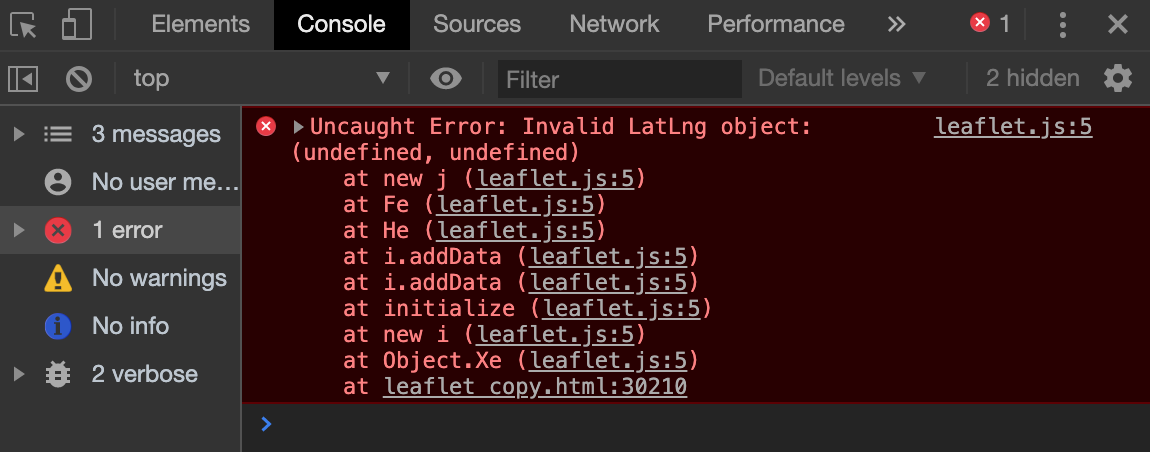 Elements Console Sources Network Performance » 1
top Filter Default levels 2 hidden
3 messages
No user me...
1 error
No warnings
No info
2 verbose
Uncaught Error: Invalid LatLng object: leaflet.js:5
(undefined, undefined)
at new j (leaflet.js:5)
at Fe (leaflet.js:5)
at He (leaflet.js:5)
at i.addData (leaflet.js:5)
at i.addData (leaflet.js:5)
at initialize (leaflet.js:5)
at new i (leaflet.js:5)
at Object.Xe (leaflet.js:5)
at leaflet copy.html:30210